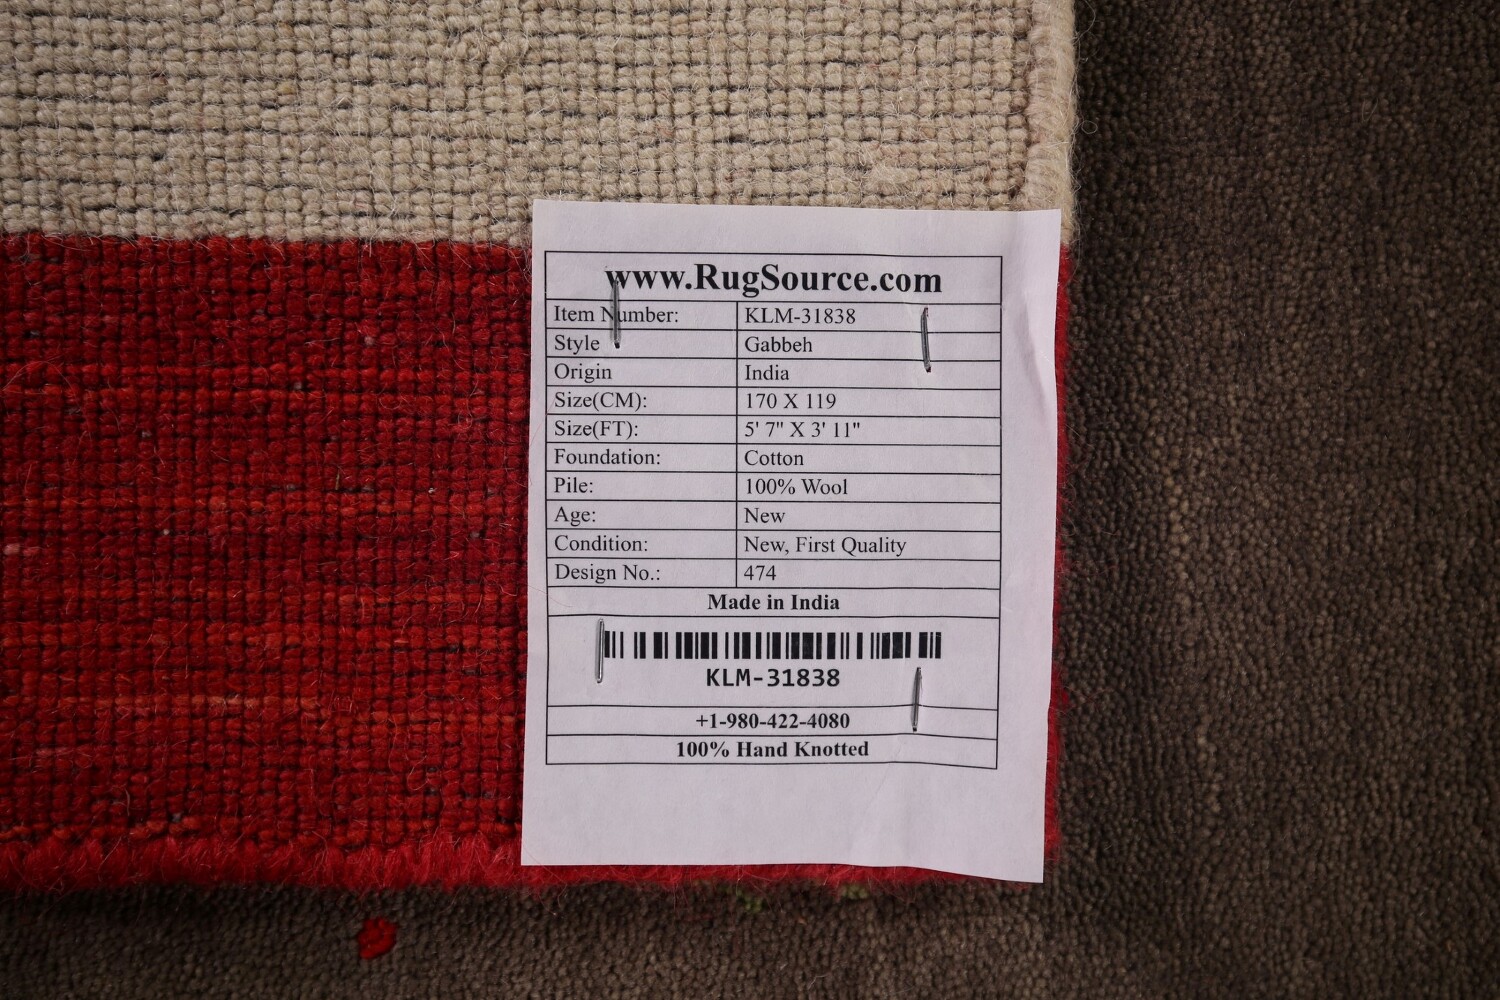 www.RugSource.com
Item Number: KLM-31838
Style Gabbeh
Origin India
Size(CM): 170 X 119
Size(FT): 5' 7" X 3' 11"
Foundation: Cotton
Pile: 100% Wool
Age: New
Condition: New, First Quality
Design No.: 474
Made in India
KLM-31838
+1-980-422-4080
100% Hand Knotted